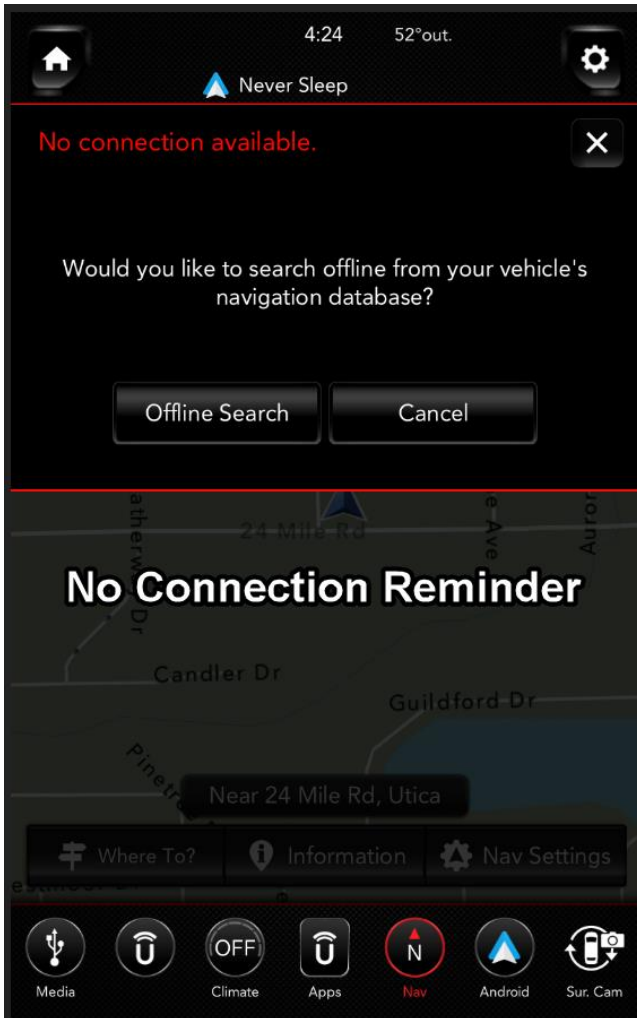 4:24 52°out.
Never Sleep
No connection available.
Would you like to search offline from your vehicle's
navigation database?
Offline Search Cancel
24 Mile Rd
e Ave
Auror
No Connection Reminder
Candler Dr
Guildford Dr
Near 24 Mile Rd, Utica
Where To? Information Nav Settings
OFF
N
Media Climate Apps Nav Android Sur. Cam